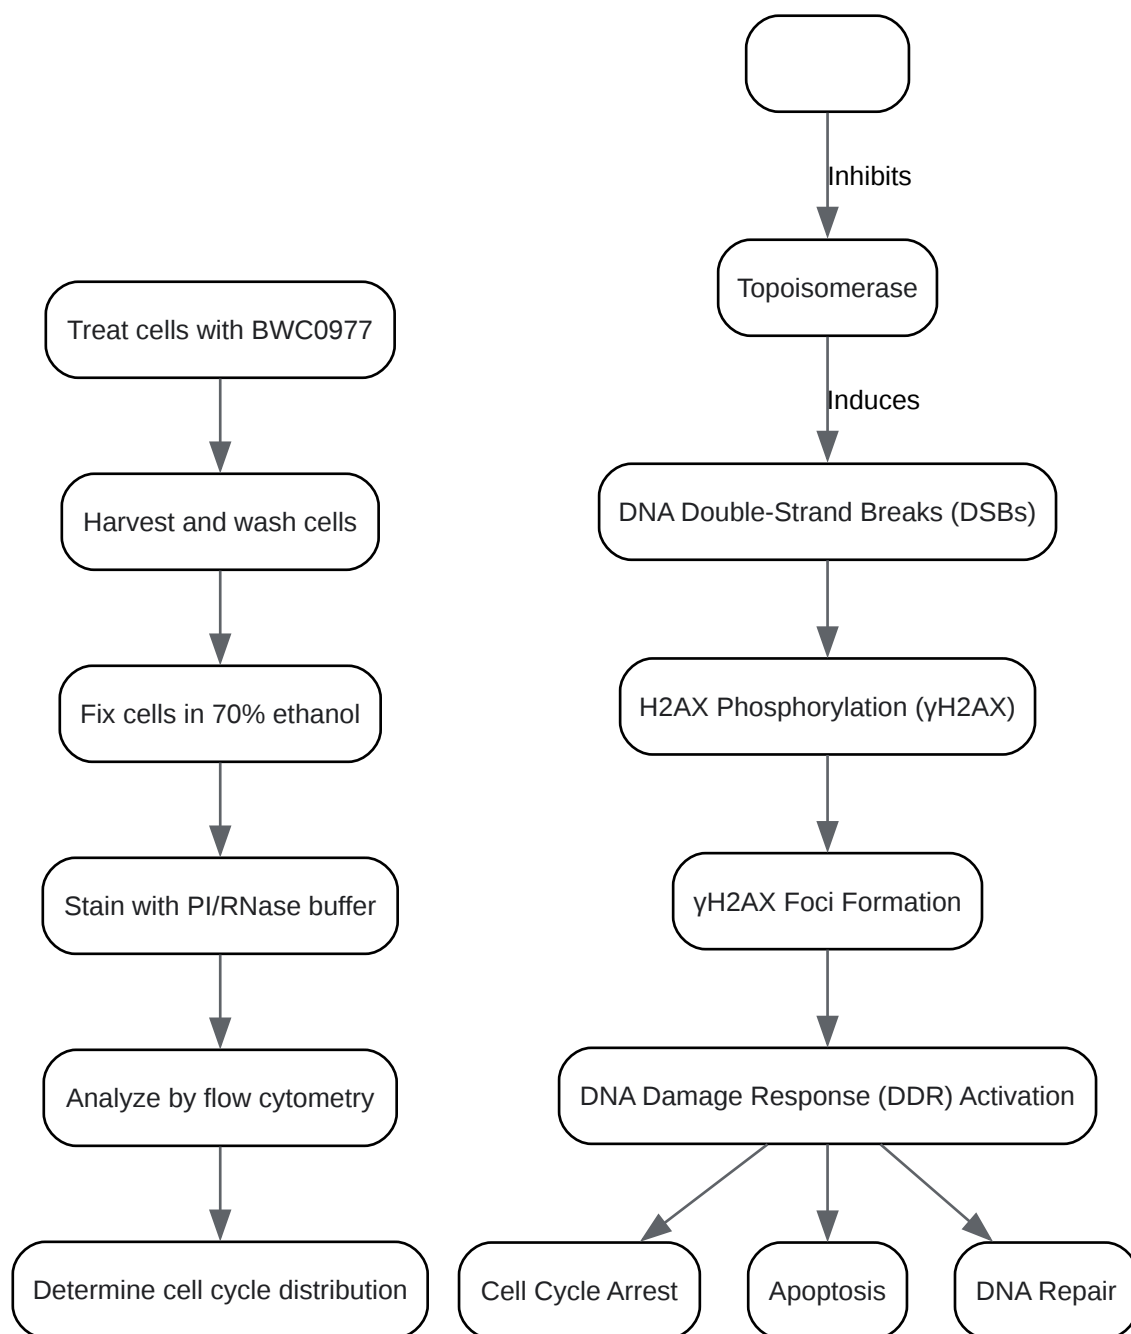 Treat cells with BWC0977
Harvest and wash cells
Fix cells in 70% ethanol
Stain with PI/RNase buffer
Analyze by flow cytometry
Determine cell cycle distribution
Inhibits
Topoisomerase
Induces
DNA Double-Strand Breaks (DSBs)
H2AX Phosphorylation (γH2AX)
γH2AX Foci Formation
DNA Damage Response (DDR) Activation
Cell Cycle Arrest
Apoptosis
DNA Repair